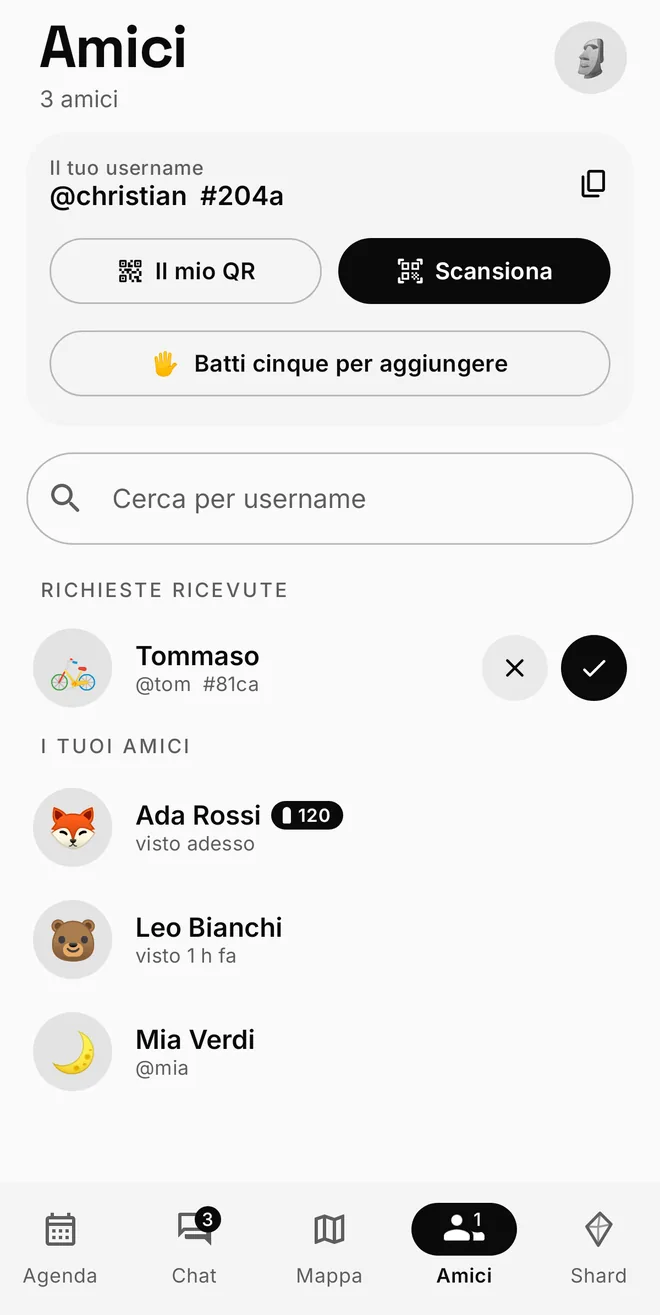 Amici
3 amici
Il tuo username
@christian #204a
Il mio QR
Scansiona
Batti cinque per aggiungere
Cerca per username
RICHIESTE RICEVUTE
Tommaso
@tom #81ca
I TUOI AMICI
Ada Rossi 120
visto adesso
Leo Bianchi
visto 1 h fa
Mia Verdi
@mia
3
1
Agenda
Chat
Mappa
Amici
Shard